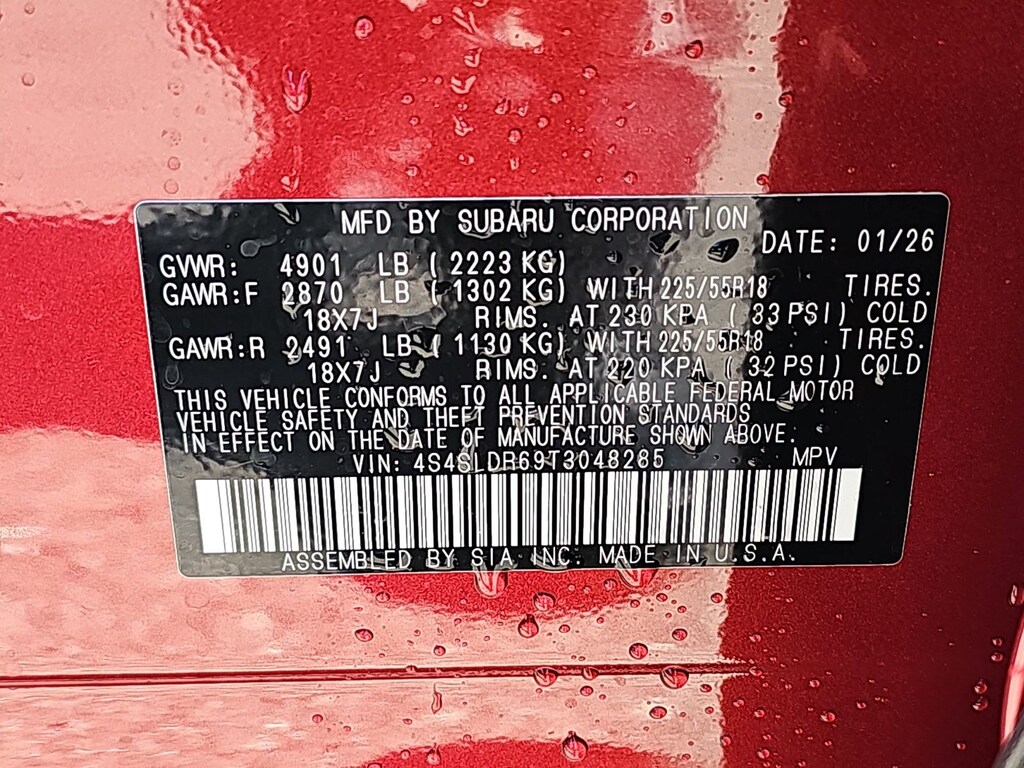 MFD BY SUBARU CORPORATION
DATE: 01/26
GVWR: 4901 LB ( 2223 KG)
GAWR:F 2870 LB ( 1302 KG) WITH 225/55R18 TIRES.
18X7J RIMS. AT 230 KPA ( 33 PSI) COLD
GAWR:R 2491 LB ( 1130 KG) WITH 225/55R18 TIRES.
18X7J RIMS. AT 220 KPA ( 32 PSI) COLD
THIS VEHICLE CONFORMS TO ALL APPLICABLE FEDERAL MOTOR
VEHICLE SAFETY AND THEFT PREVENTION STANDARDS
IN EFFECT ON THE DATE OF MANUFACTURE SHOWN ABOVE.
VIN: 4S4SLDR69T3048285 MPV
ASSEMBLED BY SIA INC. MADE IN U.S.A.